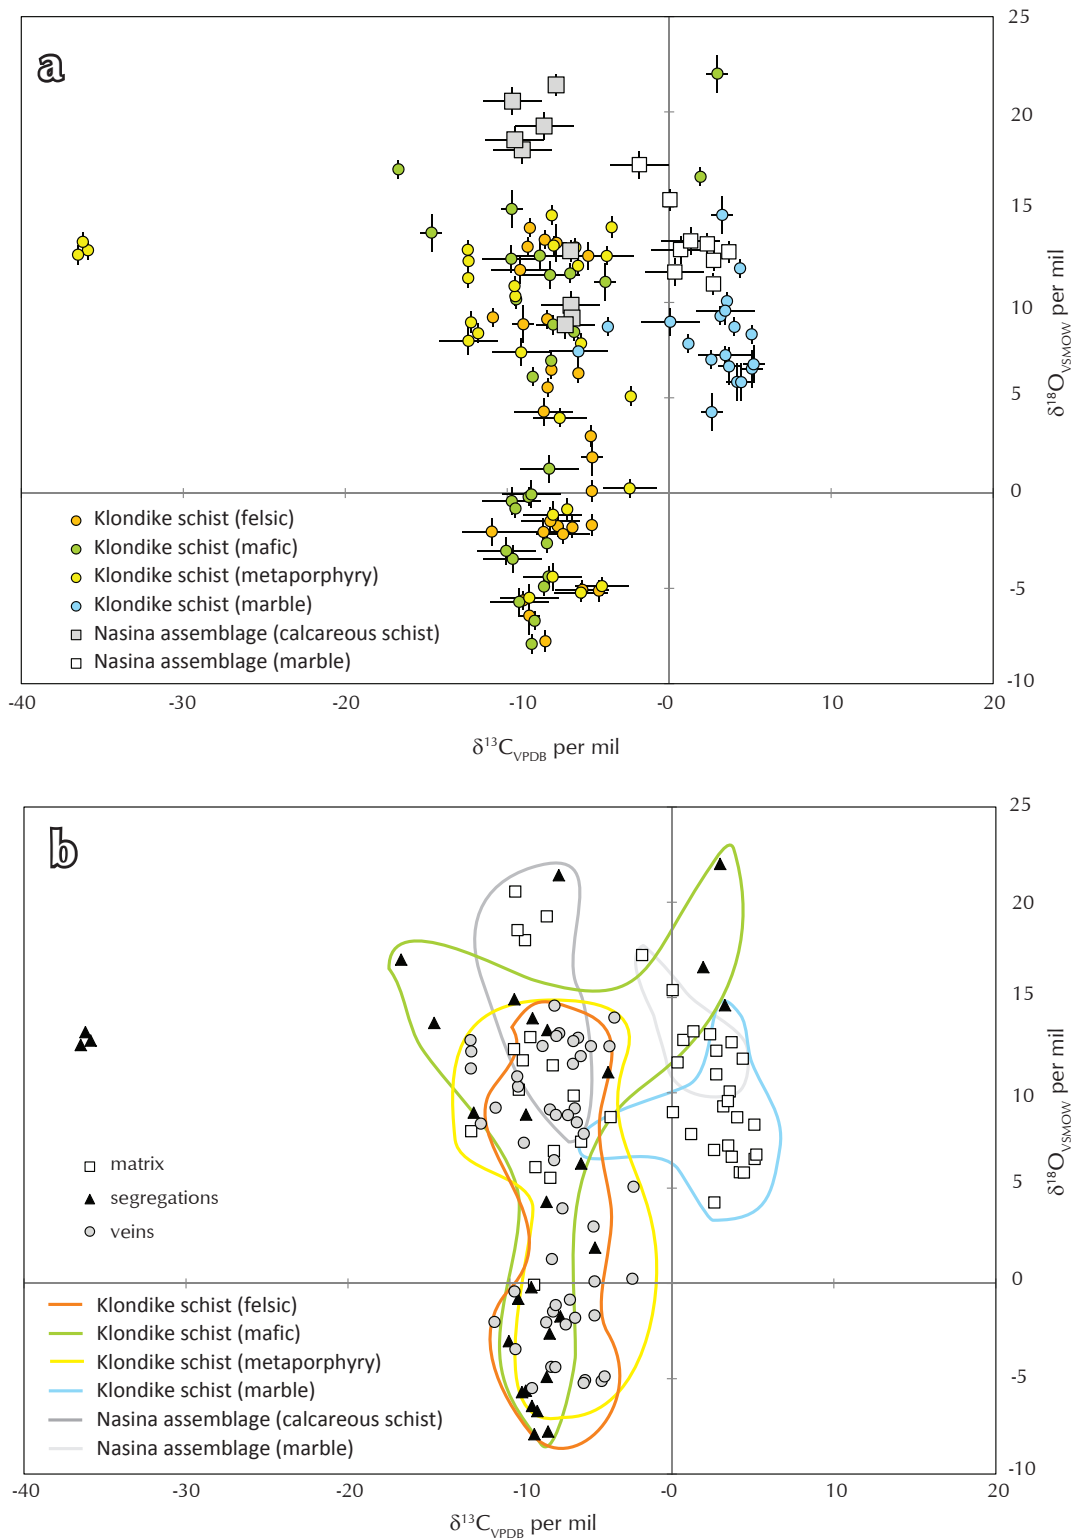 a
25
20
15
10
5
0
-5
-10
δ¹⁸O_VSMOW per mil
Klondike schist (felsic)
Klondike schist (mafic)
Klondike schist (metaporphyry)
Klondike schist (marble)
Nasina assemblage (calcareous schist)
Nasina assemblage (marble)
-40 -30 -20 -10 -0 10 20
δ¹³C_VPDB per mil
b
25
20
15
10
5
0
-5
-10
δ¹⁸O_VSMOW per mil
matrix
segregations
veins
Klondike schist (felsic)
Klondike schist (mafic)
Klondike schist (metaporphyry)
Klondike schist (marble)
Nasina assemblage (calcareous schist)
Nasina assemblage (marble)
-40 -30 -20 -10 -0 10 20
δ¹³C_VPDB per mil